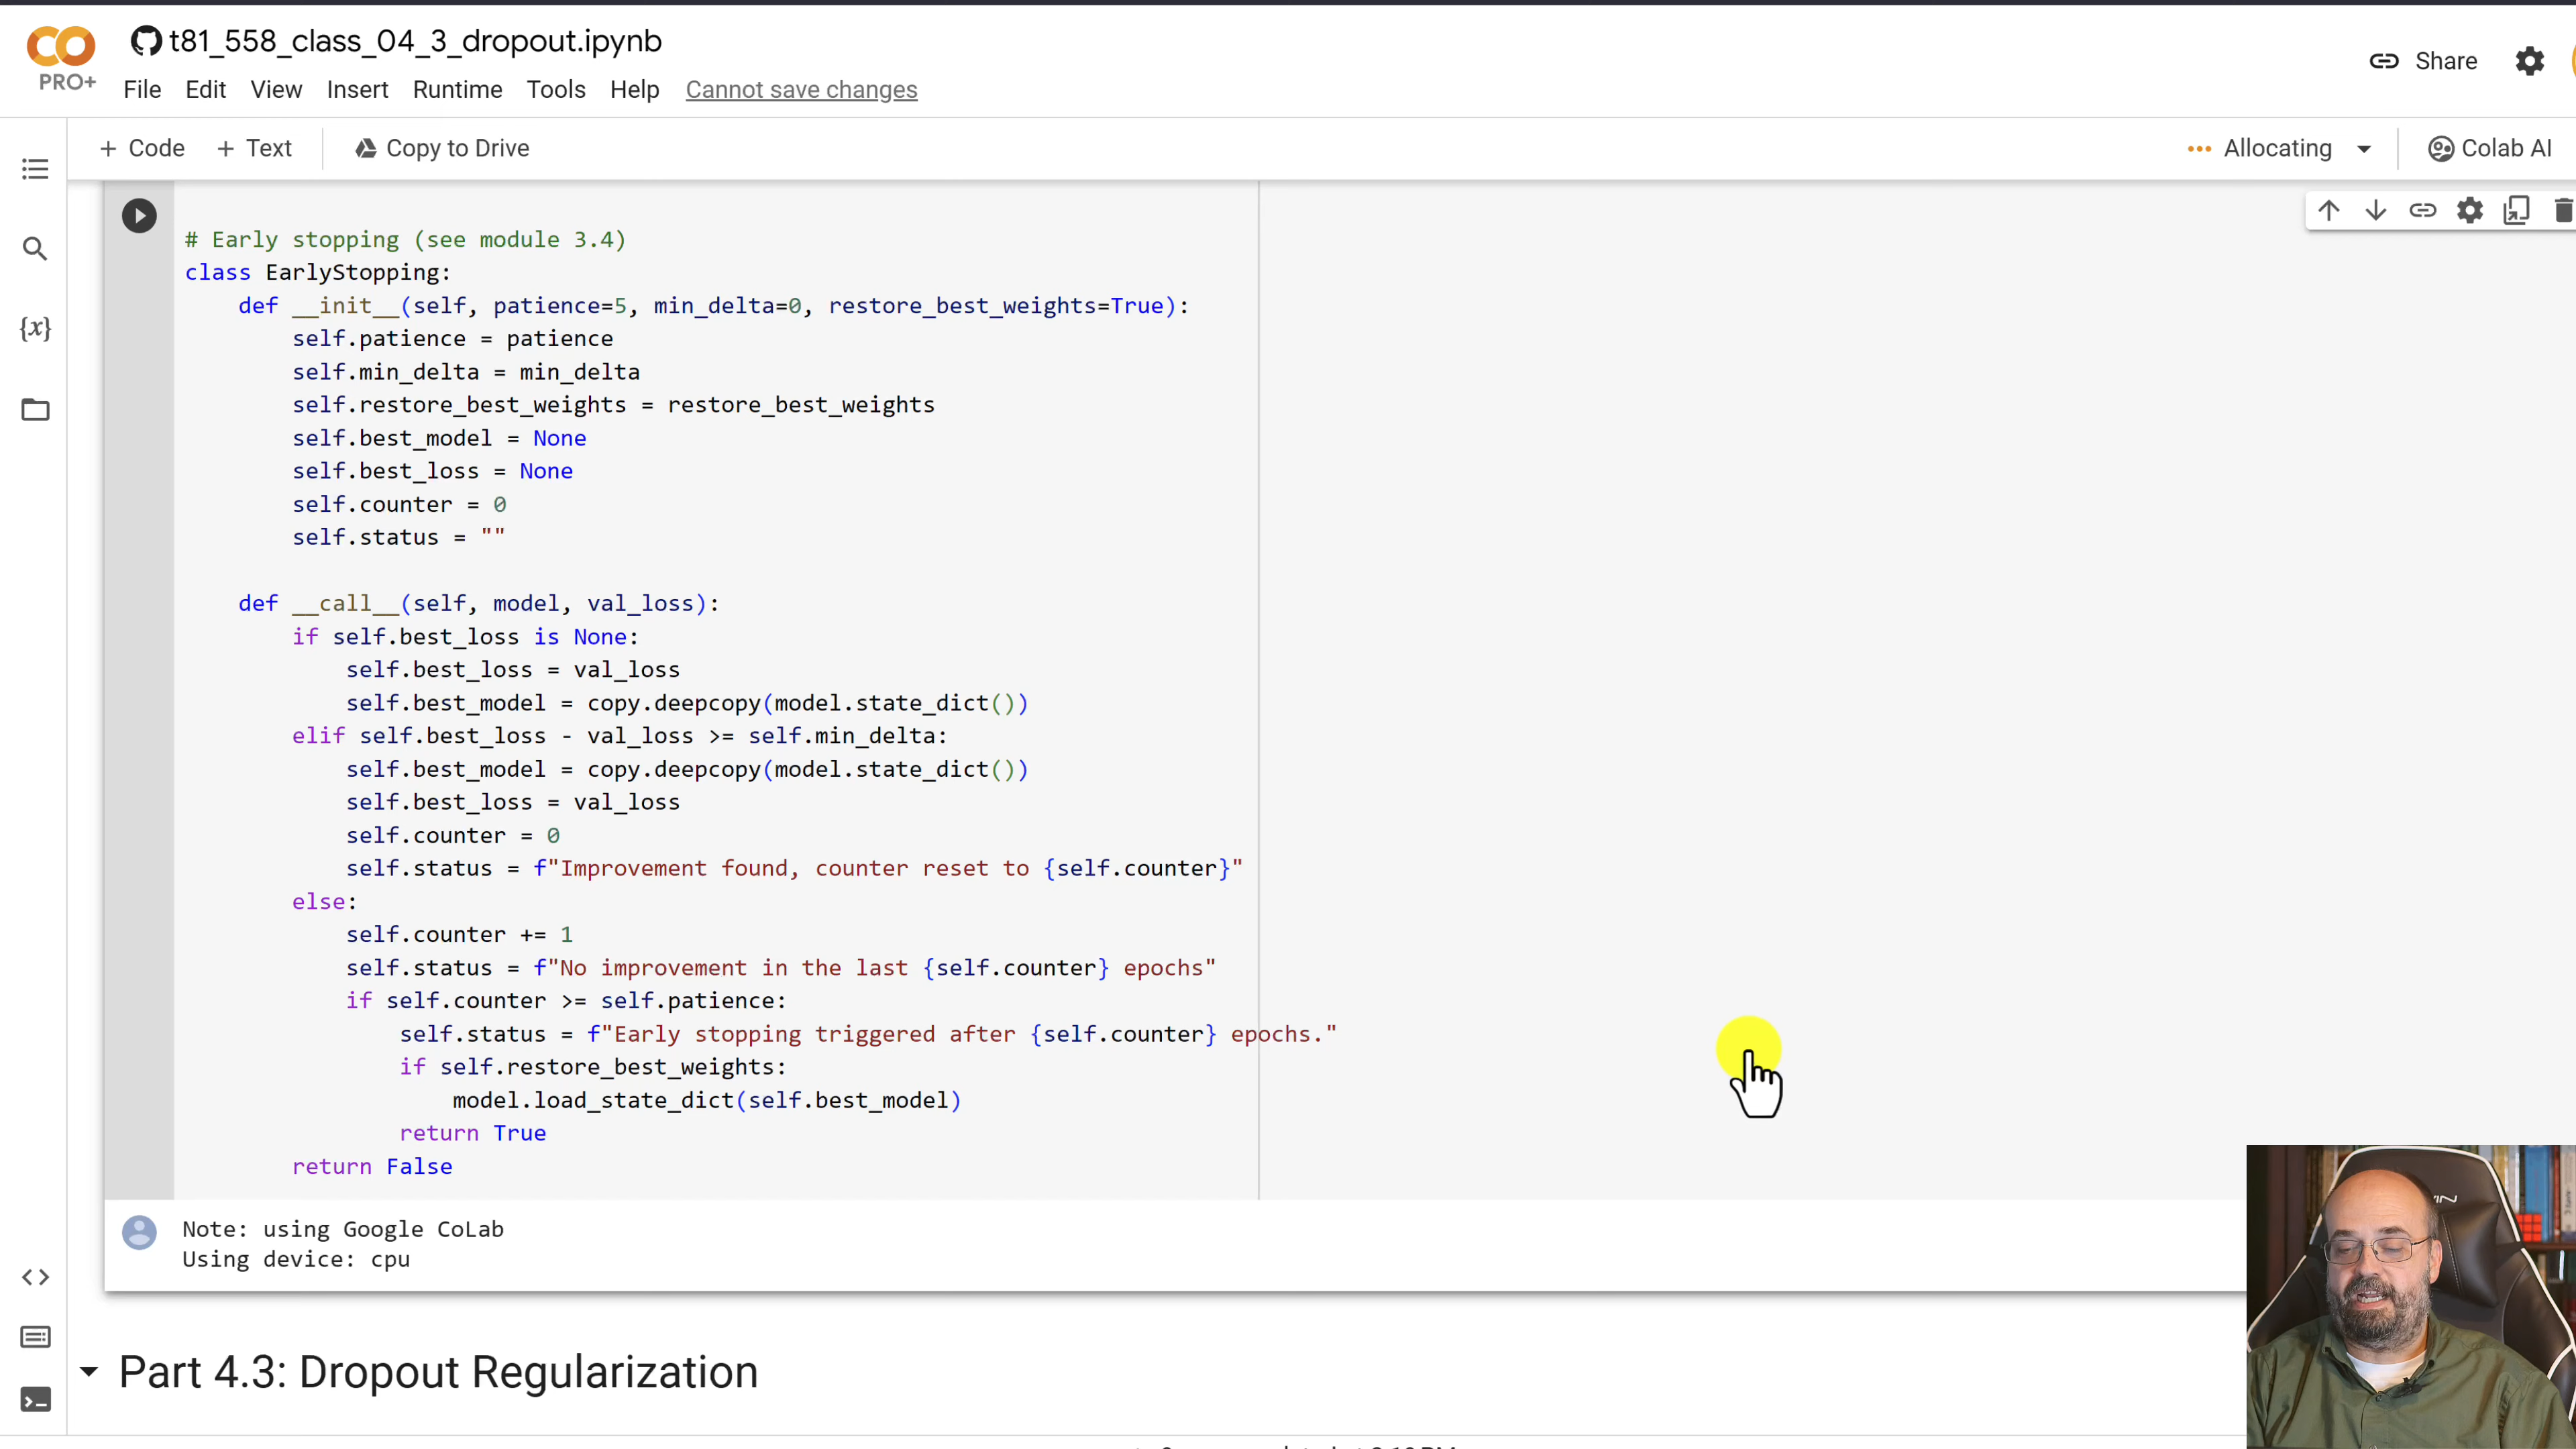 t81_558_class_04_3_dropout.ipynb
PRO+
File Edit View Insert Runtime Tools Help Cannot save changes
Share
+ Code + Text Copy to Drive
Allocating
Colab AI
{x}
# Early stopping (see module 3.4)
class EarlyStopping:
    def __init__(self, patience=5, min_delta=0, restore_best_weights=True):
        self.patience = patience
        self.min_delta = min_delta
        self.restore_best_weights = restore_best_weights
        self.best_model = None
        self.best_loss = None
        self.counter = 0
        self.status = ""
    def __call__(self, model, val_loss):
        if self.best_loss is None:
            self.best_loss = val_loss
            self.best_model = copy.deepcopy(model.state_dict())
        elif self.best_loss - val_loss >= self.min_delta:
            self.best_model = copy.deepcopy(model.state_dict())
            self.best_loss = val_loss
            self.counter = 0
            self.status = f"Improvement found, counter reset to {self.counter}"
        else:
            self.counter += 1
            self.status = f"No improvement in the last {self.counter} epochs"
            if self.counter >= self.patience:
                self.status = f"Early stopping triggered after {self.counter} epochs."
                if self.restore_best_weights:
                    model.load_state_dict(self.best_model)
                return True
        return False
Note: using Google CoLab
Using device: cpu
Part 4.3: Dropout Regularization